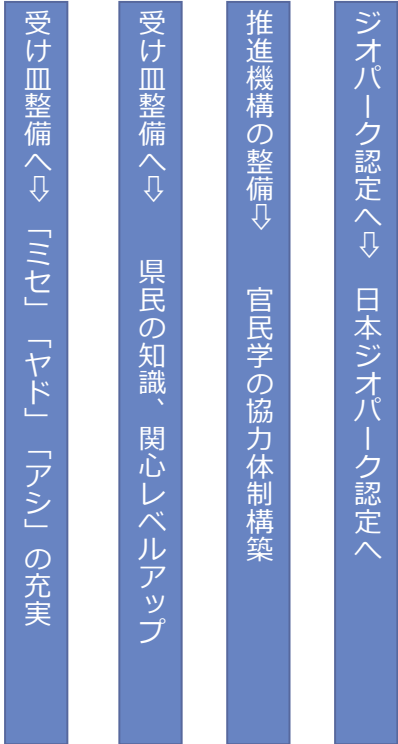 ジオパーク認定へ⇩　日本ジオパーク認定へ
推進機構の整備⇩　官民学の協力体制構築
受け皿整備へ⇩　県民の知識、関心レベルアップ
受け皿整備へ⇩　「ミセ」「ヤド」「アシ」の充実